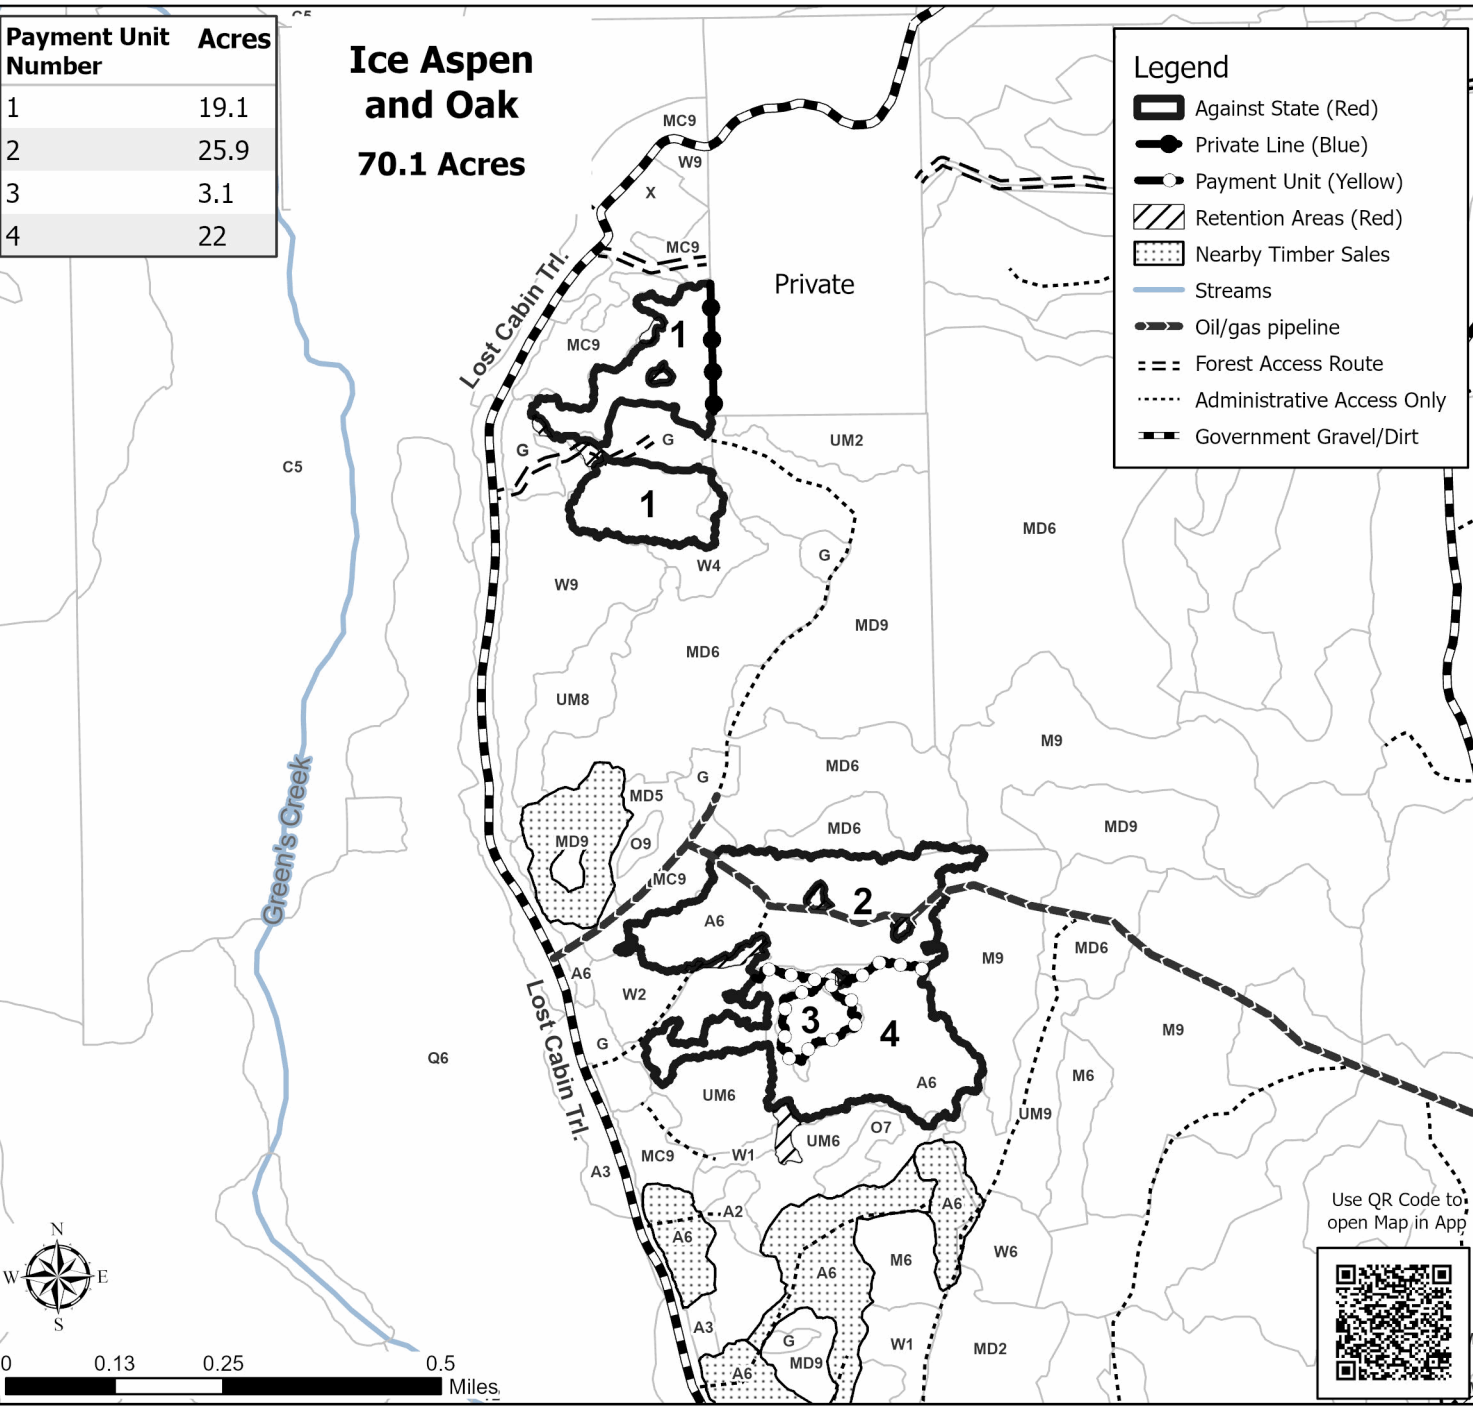 C5
Payment Unit Number Acres
1 19.1
2 25.9
3 3.1
4 22
Ice Aspen
and Oak
70.1 Acres
Legend
Against State (Red)
Private Line (Blue)
Payment Unit (Yellow)
Retention Areas (Red)
Nearby Timber Sales
Streams
Oil/gas pipeline
Forest Access Route
Administrative Access Only
Government Gravel/Dirt
MC9
W9
X
MC9
Private
Lost Cabin Trl.
1
MC9
G
G
UM2
C5
1
MD6
G
W4
W9
MD9
MD6
UM8
M9
MD6
G
MD5
MD6
MD9
MD9
O9
Green's Creek
MC9
2
A6
MD6
M9
A6
W2
Lost Cabin Trl.
3
4
M9
G
Q6
M6
A6
UM6
UM9
O7
UM6
MC9
W1
A3
A2
A6
A6
W6
M6
A6
A3
G
W1
MD2
MD9
A6
Use QR Code to
open Map in App
N
W E
S
0 0.13 0.25 0.5
Miles